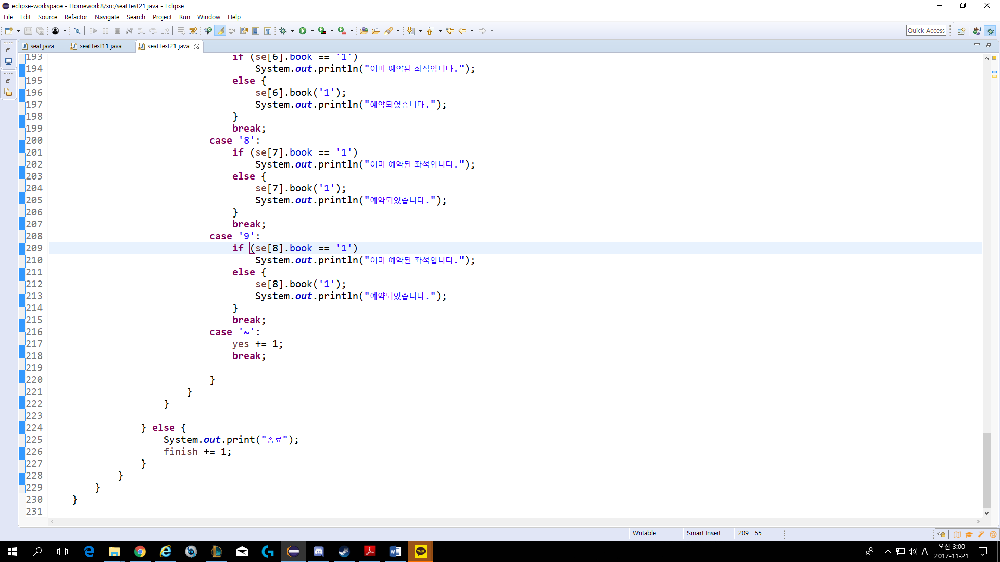 eclipse-workspace - Homework8/src/seatTest21.java - Eclipse
File Edit Source Refactor Navigate Search Project Run Window Help
Quick Access
seat.java seatTest11.java seatTest21.java
193 if (se[6].book == '1')
194 System.out.println("이미 예약된 좌석입니다.");
195 else {
196 se[6].book('1');
197 System.out.println("예약되었습니다.");
198 }
199 break;
200 case '8':
201 if (se[7].book == '1')
202 System.out.println("이미 예약된 좌석입니다.");
203 else {
204 se[7].book('1');
205 System.out.println("예약되었습니다.");
206 }
207 break;
208 case '9':
209 if (se[8].book == '1')
210 System.out.println("이미 예약된 좌석입니다.");
211 else {
212 se[8].book('1');
213 System.out.println("예약되었습니다.");
214 }
215 break;
216 case '~':
217 yes += 1;
218 break;
219
220 }
221 }
222 }
223
224 } else {
225 System.out.print("종료");
226 finish += 1;
227 }
228 }
229 }
230 }
231
Writable Smart Insert 209 : 55
TALK
A 오전 3:00
2017-11-21